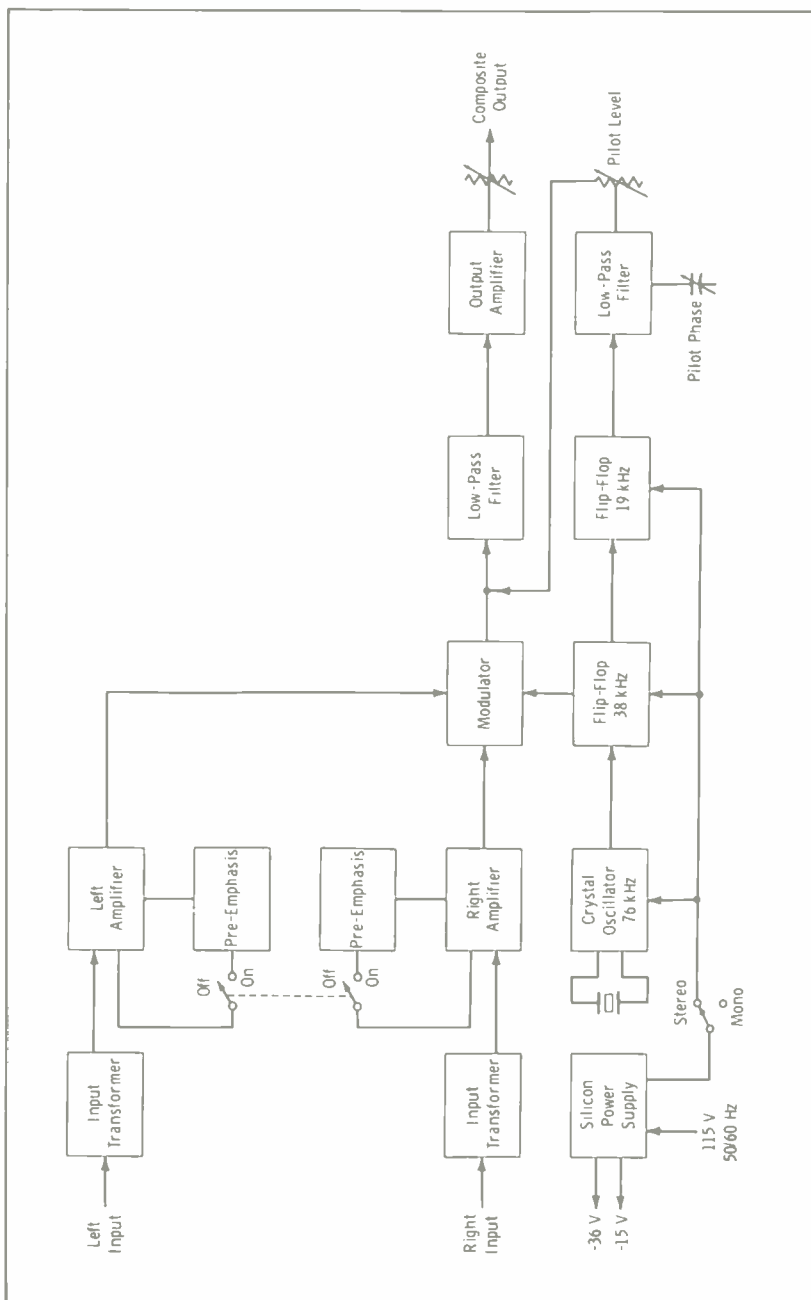 Left
Input
Input
Transformer
Left
Amplifier
Pre-Emphasis
Off
On
Right
Input
Input
Transformer
Off
On
Pre-Emphasis
Right
Amplifier
Modulator
Low-Pass
Filter
Output
Amplifier
Composite
Output
-36 V
-15 V
Silicon
Power
Supply
115 V
50/60 Hz
Stereo
Mono
Crystal
Oscillator
76 kHz
Flip-Flop
38 kHz
Flip-Flop
19 kHz
Low-Pass
Filter
Pilot Level
Pilot Phase